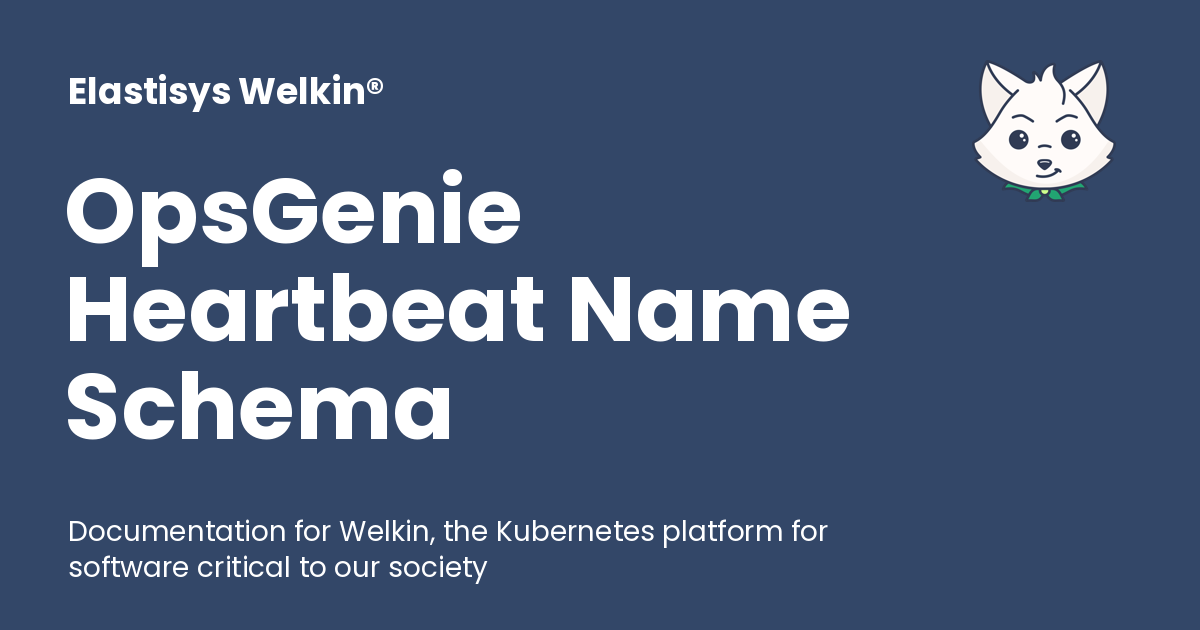 Elastisys Welkin®
OpsGenie
Heartbeat Name
Schema
Documentation for Welkin, the Kubernetes platform for
software critical to our society